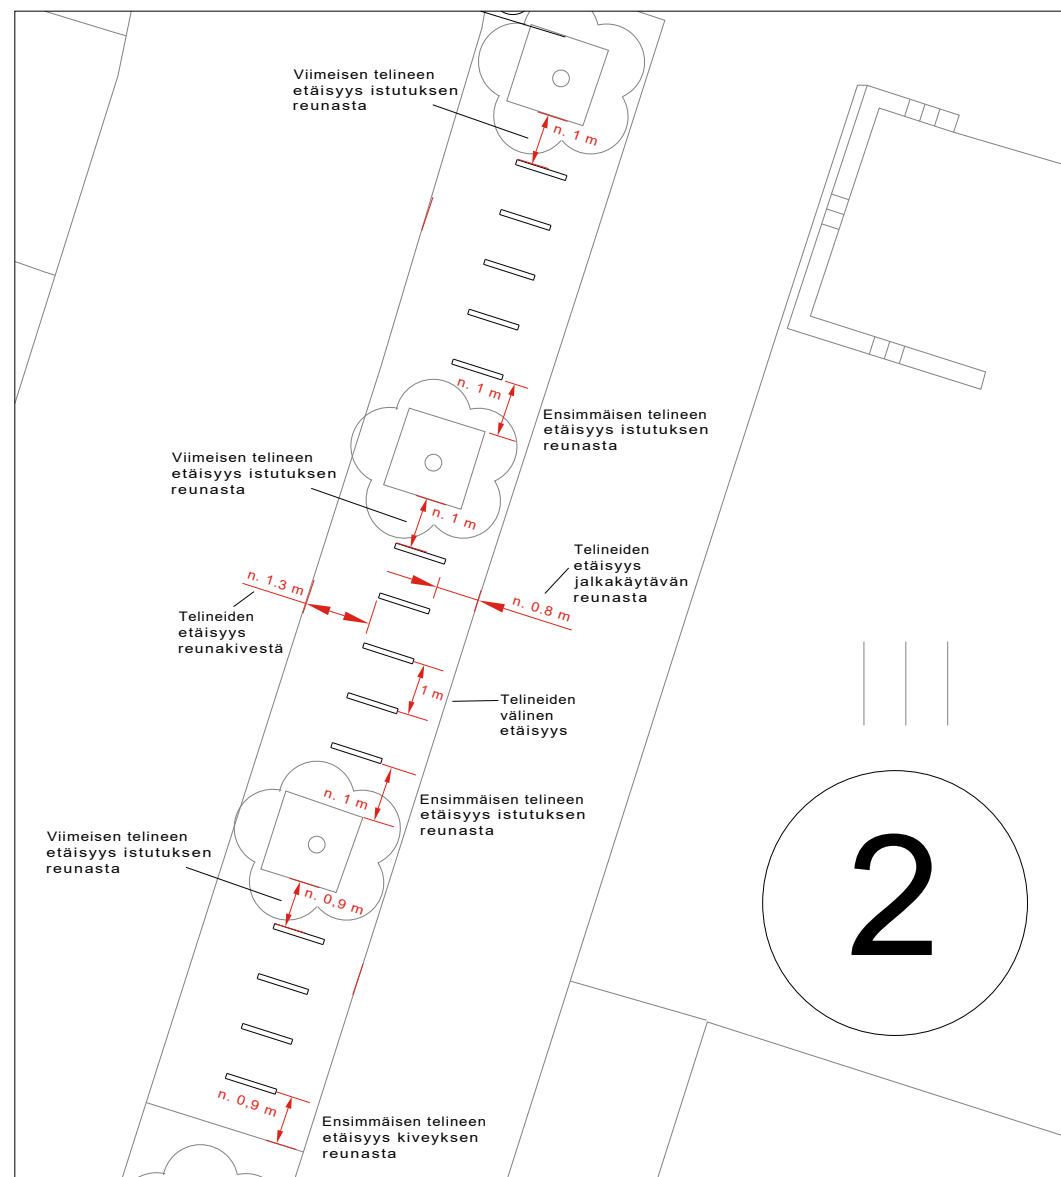 Viimeisen telineen
etäisyys istutuksen
reunasta
n. 1 m
n. 1 m
Ensimmäisen telineen
etäisyys istutuksen
reunasta
Viimeisen telineen
etäisyys istutuksen
reunasta
n. 1 m
Telineiden
etäisyys
jalkakäytävän
reunasta
n. 1.3 m
n. 0.8 m
Telineiden
etäisyys
reunakivestä
1 m
Telineiden
välinen
etäisyys
n. 1 m
Ensimmäisen telineen
etäisyys istutuksen
reunasta
Viimeisen telineen
etäisyys istutuksen
reunasta
n. 0,9 m
2
n. 0,9 m
Ensimmäisen telineen
etäisyys kiveyksen
reunasta